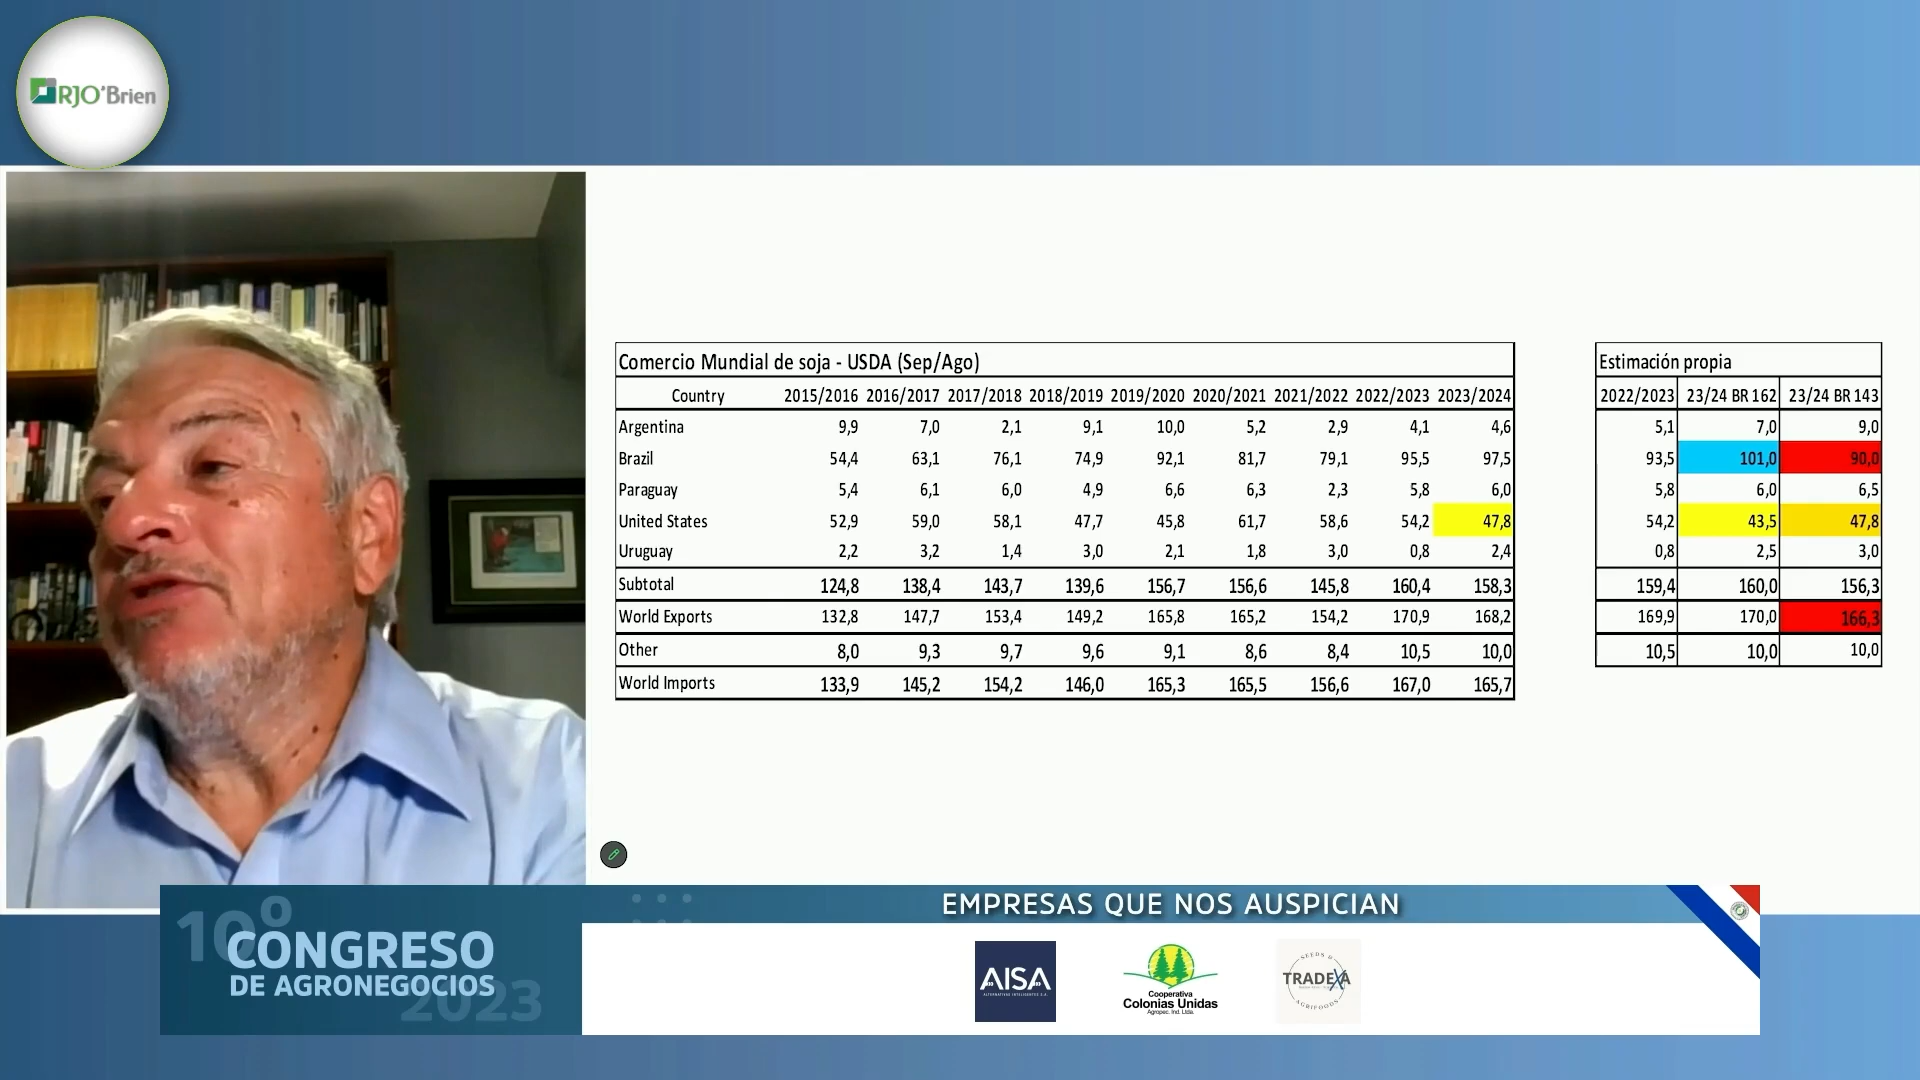 RJO'Brien
Comercio Mundial de soja - USDA (Sep/Ago)
Country 2015/2016 2016/2017 2017/2018 2018/2019 2019/2020 2020/2021 2021/2022 2022/2023 2023/2024
Argentina 9,9 7,0 2,1 9,1 10,0 5,2 2,9 4,1 4,6
Brazil 54,4 63,1 76,1 74,9 92,1 81,7 79,1 95,5 97,5
Paraguay 5,4 6,1 6,0 4,9 6,6 6,3 2,3 5,8 6,0
United States 52,9 59,0 58,1 47,7 45,8 61,7 58,6 54,2 47,8
Uruguay 2,2 3,2 1,4 3,0 2,1 1,8 3,0 0,8 2,4
Subtotal 124,8 138,4 143,7 139,6 156,7 156,6 145,8 160,4 158,3
World Exports 132,8 147,7 153,4 149,2 165,8 165,2 154,2 170,9 168,2
Other 8,0 9,3 9,7 9,6 9,1 8,6 8,4 10,5 10,0
World Imports 133,9 145,2 154,2 146,0 165,3 165,5 156,6 167,0 165,7
Estimación propia
2022/2023 23/24 BR 162 23/24 BR 143
5,1 7,0 9,0
93,5 101,0 90,0
5,8 6,0 6,5
54,2 43,5 47,8
0,8 2,5 3,0
159,4 160,0 156,3
169,9 170,0 166,3
10,5 10,0 10,0
EMPRESAS QUE NOS AUSPICIAN
10º
CONGRESO
DE AGRONEGOCIOS
2023
AISA
Cooperativa
Colonias Unidas
Agropec. Ind. Ltda.
SEEDS &
TRADEXA
AGRIFOODS